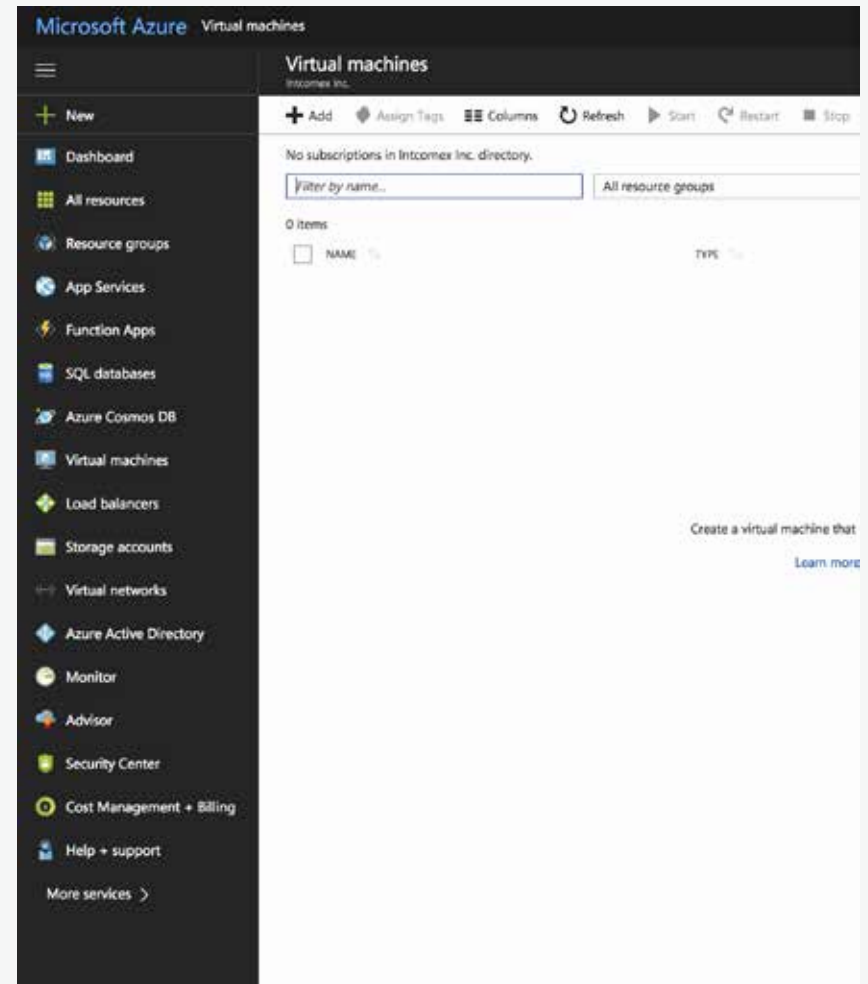 Microsoft Azure Virtual machines
Virtual machines
Intcomex Inc.
New
Add Assign Tags Columns Refresh Start Restart Stop
Dashboard
No subscriptions in Intcomex Inc. directory.
Filter by name... All resource groups
All resources
0 items
Resource groups
NAME TYPE
App Services
Function Apps
SQL databases
Azure Cosmos DB
Virtual machines
Load balancers
Create a virtual machine that
Storage accounts
Learn more
Virtual networks
Azure Active Directory
Monitor
Advisor
Security Center
Cost Management + Billing
Help + support
More services >